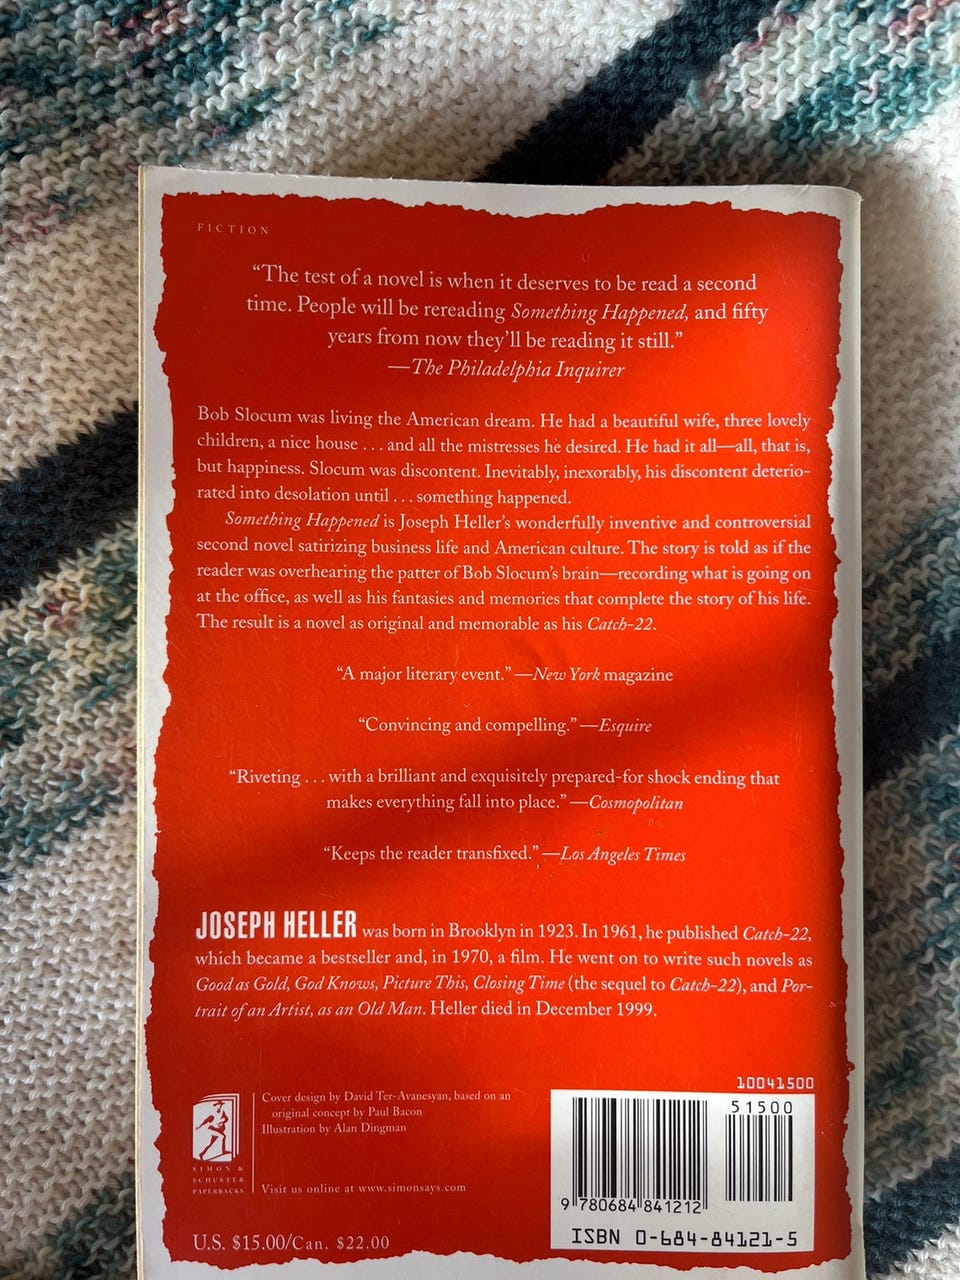 FICTION
“The test of a novel is when it deserves to be read a second
time. People will be rereading Something Happened, and fifty
years from now they’ll be reading it still.”
—The Philadelphia Inquirer
Bob Slocum was living the American dream. He had a beautiful wife, three lovely
children, a nice house . . . and all the mistresses he desired. He had it all—all, that is,
but happiness. Slocum was discontent. Inevitably, inexorably, his discontent deterio-
rated into desolation until . . . something happened.
Something Happened is Joseph Heller’s wonderfully inventive and controversial
second novel satirizing business life and American culture. The story is told as if the
reader was overhearing the patter of Bob Slocum’s brain—recording what is going on
at the office, as well as his fantasies and memories that complete the story of his life.
The result is a novel as original and memorable as his Catch-22.
“A major literary event.” —New York magazine
“Convincing and compelling.” —Esquire
“Riveting . . . with a brilliant and exquisitely prepared-for shock ending that
makes everything fall into place.” —Cosmopolitan
“Keeps the reader transfixed.” —Los Angeles Times
JOSEPH HELLER was born in Brooklyn in 1923. In 1961, he published Catch-22,
which became a bestseller and, in 1970, a film. He went on to write such novels as
Good as Gold, God Knows, Picture This, Closing Time (the sequel to Catch-22), and Por-
trait of an Artist, as an Old Man. Heller died in December 1999.
Cover design by David Ter-Avanesyan, based on an
original concept by Paul Bacon
Illustration by Alan Dingman
SIMON &
SCHUSTER
PAPERBACKS
Visit us online at www.simonsays.com
U.S. $15.00/Can. $22.00
10041500
51500
9 780684 841212
ISBN 0-684-84121-5